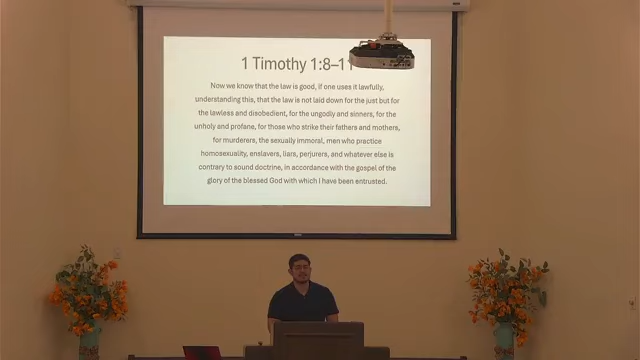 1 Timothy 1:8–11
Now we know that the law is good, if one uses it lawfully,
understanding this, that the law is not laid down for the just but for
the lawless and disobedient, for the ungodly and sinners, for the
unholy and profane, for those who strike their fathers and mothers,
for murderers, the sexually immoral, men who practice
homosexuality, enslavers, liars, perjurers, and whatever else is
contrary to sound doctrine, in accordance with the gospel of the
glory of the blessed God with which I have been entrusted.